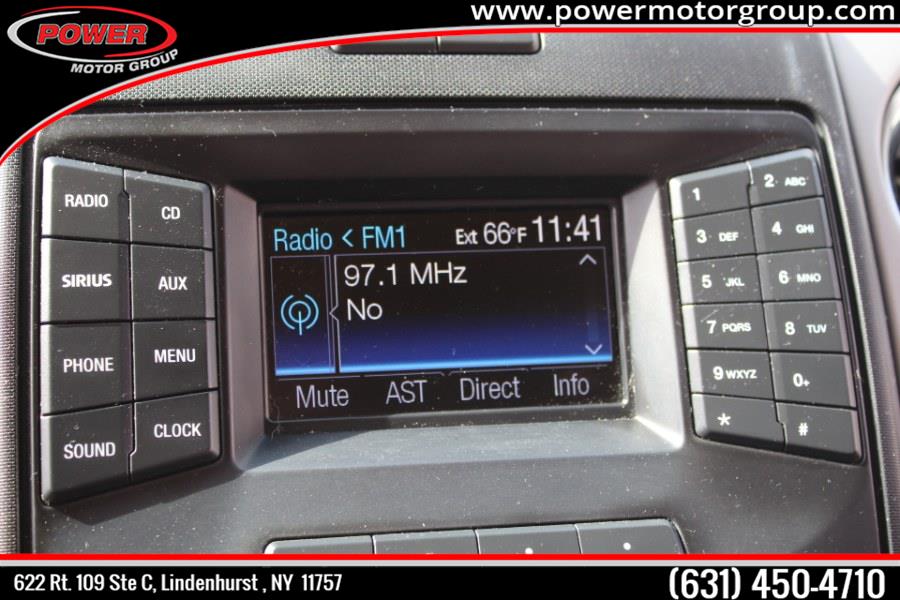 POWER
MOTOR GROUP
www.powermotorgroup.com
RADIO
CD
SIRIUS
AUX
PHONE
MENU
SOUND
CLOCK
Radio < FM1
Ext 66°F 11:41
97.1 MHz
No
Mute AST Direct Info
1
2 ABC
3 DEF
4 GHI
5 JKL
6 MNO
7 PQRS
8 TUV
9 WXYZ
0+
*
#
622 Rt. 109 Ste C, Lindenhurst , NY 11757
(631) 450-4710